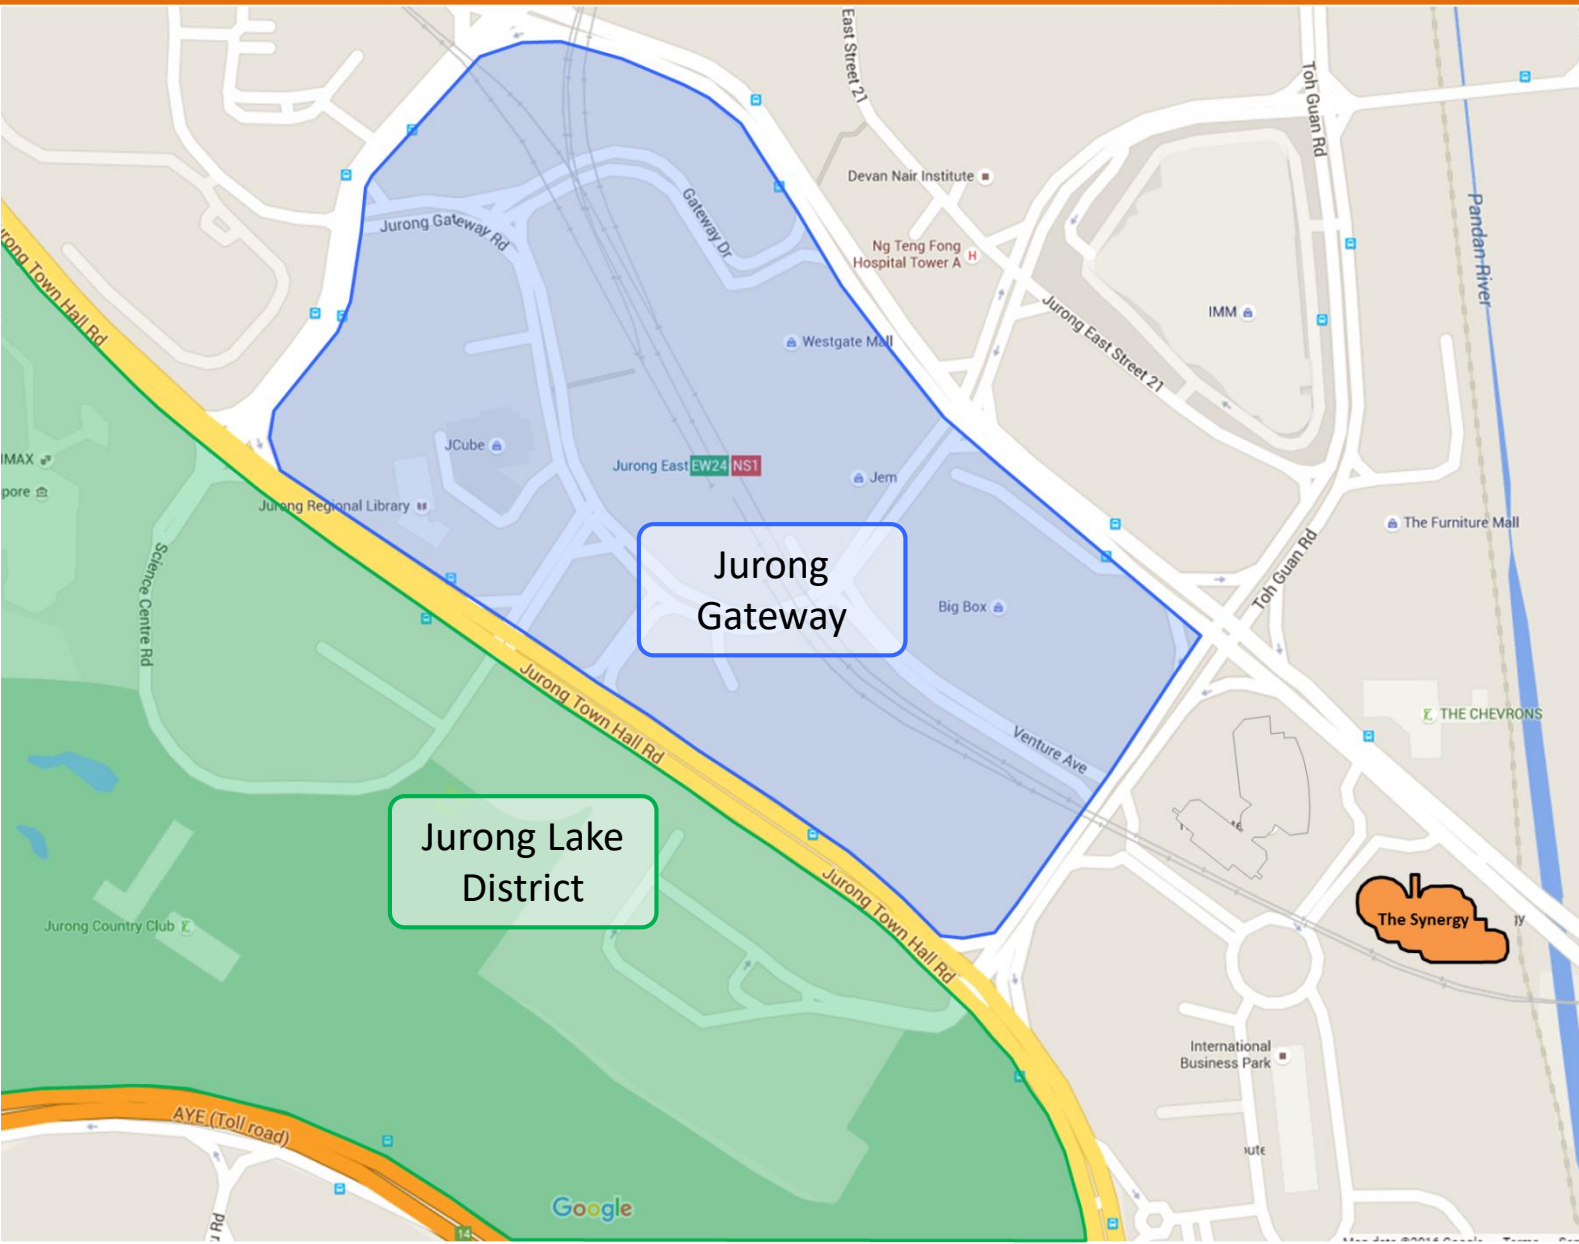 East Street 21
Toh Guan Rd
Devan Nair Institute
Pandan River
Jurong Gateway Rd
Gateway Dr
Ng Teng Fong
Hospital Tower A
H
Town Hall Rd
IMM
Jurong East Street 21
Westgate Mall
JCube
IMAX
Jurong East EW24 NS1
Jem
pore
Jurong Regional Library
The Furniture Mall
Science Centre Rd
Jurong
Gateway
Big Box
Toh Guan Rd
Jurong Town Hall Rd
THE CHEVRONS
Venture Ave
Jurong Lake
District
Jurong Town Hall Rd
The Synergy
Jurong Country Club
International
Business Park
AYE (Toll road)
Google
14
Rd